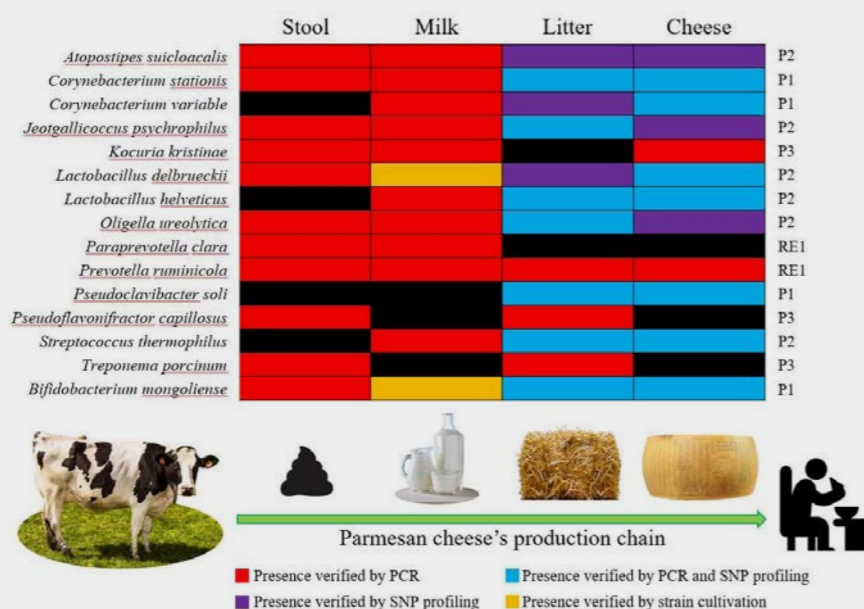 Stool Milk Litter Cheese
Atopostipes suicloacalis P2
Corynebacterium stationis P1
Corynebacterium variable P1
Jeotgallicoccus psychrophilus P2
Kocuria kristinae P3
Lactobacillus delbrueckii P2
Lactobacillus helveticus P2
Oligella ureolytica P2
Paraprevotella clara RE1
Prevotella ruminicola RE1
Pseudoclavibacter soli P1
Pseudoflavonifractor capillosus P3
Streptococcus thermophilus P2
Treponema porcinum P3
Bifidobacterium mongoliense P1
Parmesan cheese's production chain
Presence verified by PCR Presence verified by PCR and SNP profiling
Presence verified by SNP profiling Presence verified by strain cultivation